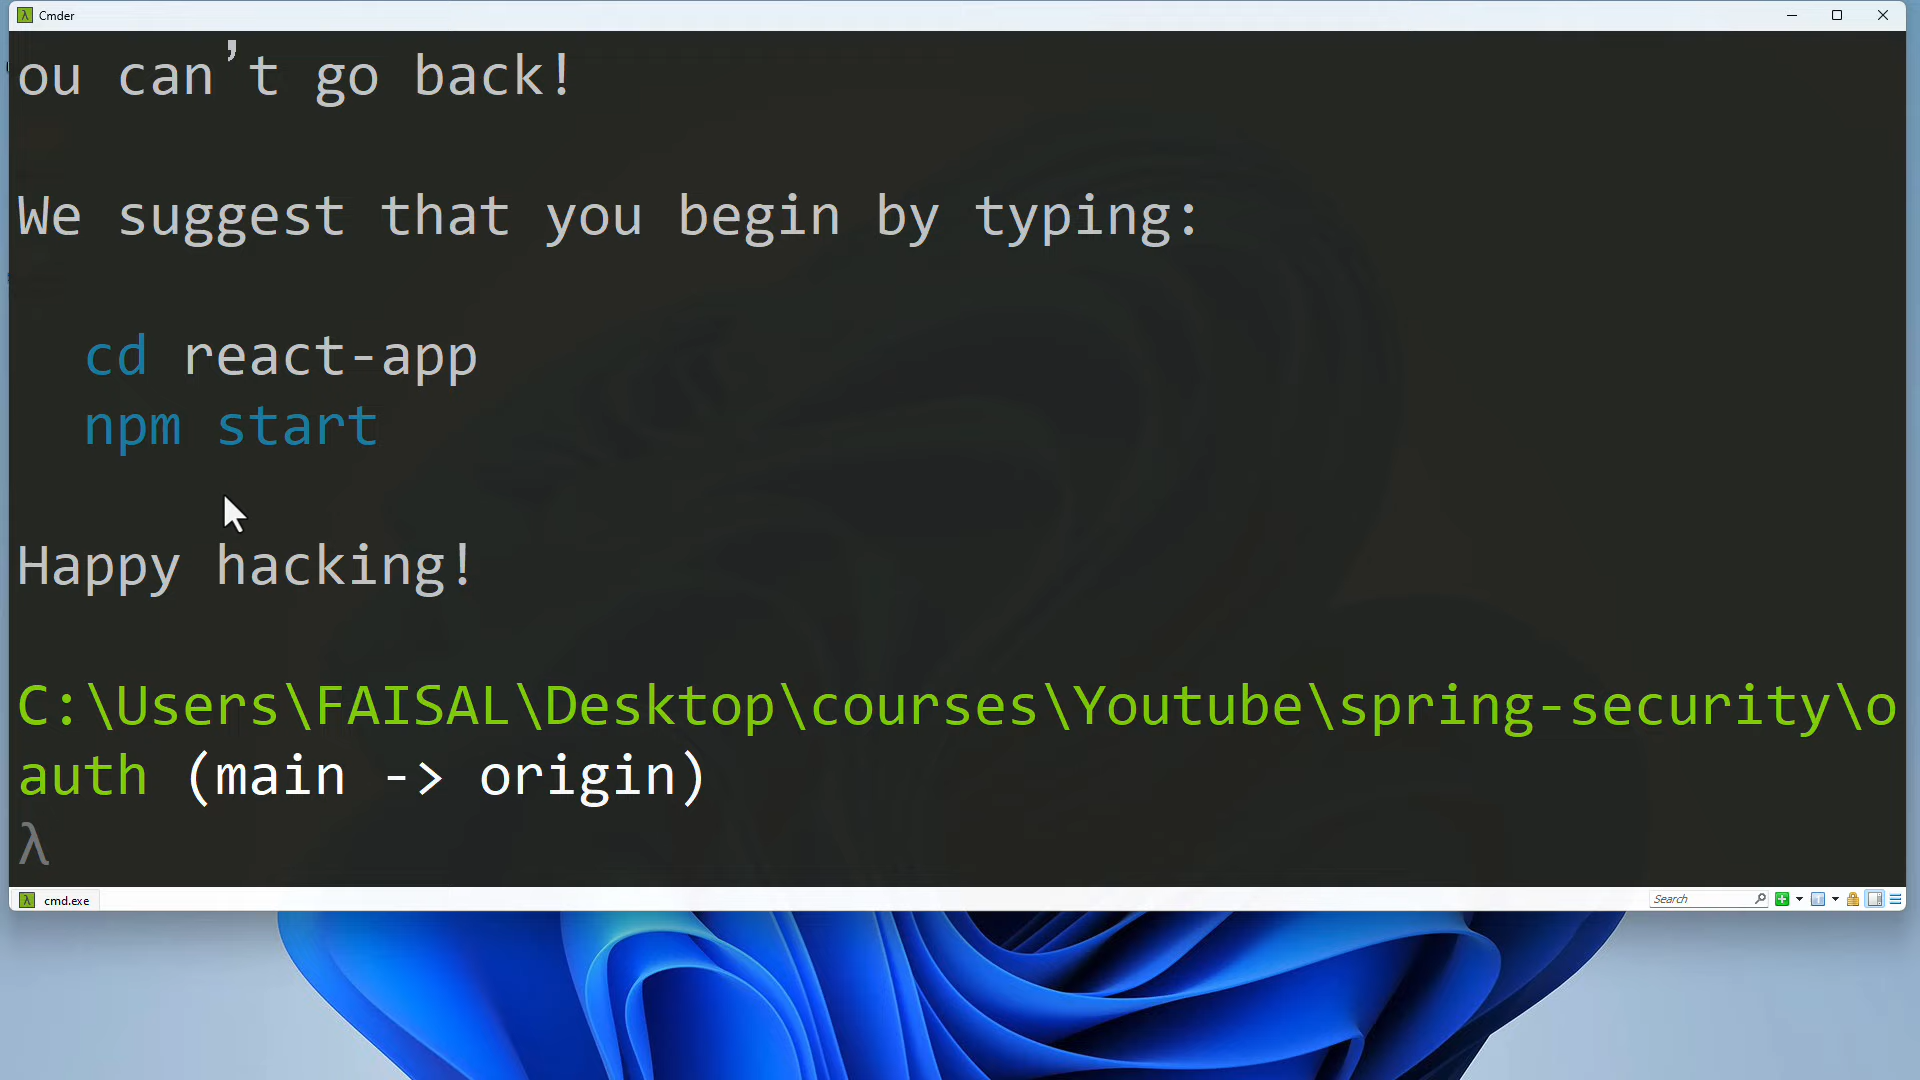 Cmder
ou can't go back!
We suggest that you begin by typing:
cd react-app
npm start
Happy hacking!
C:\Users\FAISAL\Desktop\courses\Youtube\spring-security\o
auth (main -> origin)
λ
cmd.exe
Search